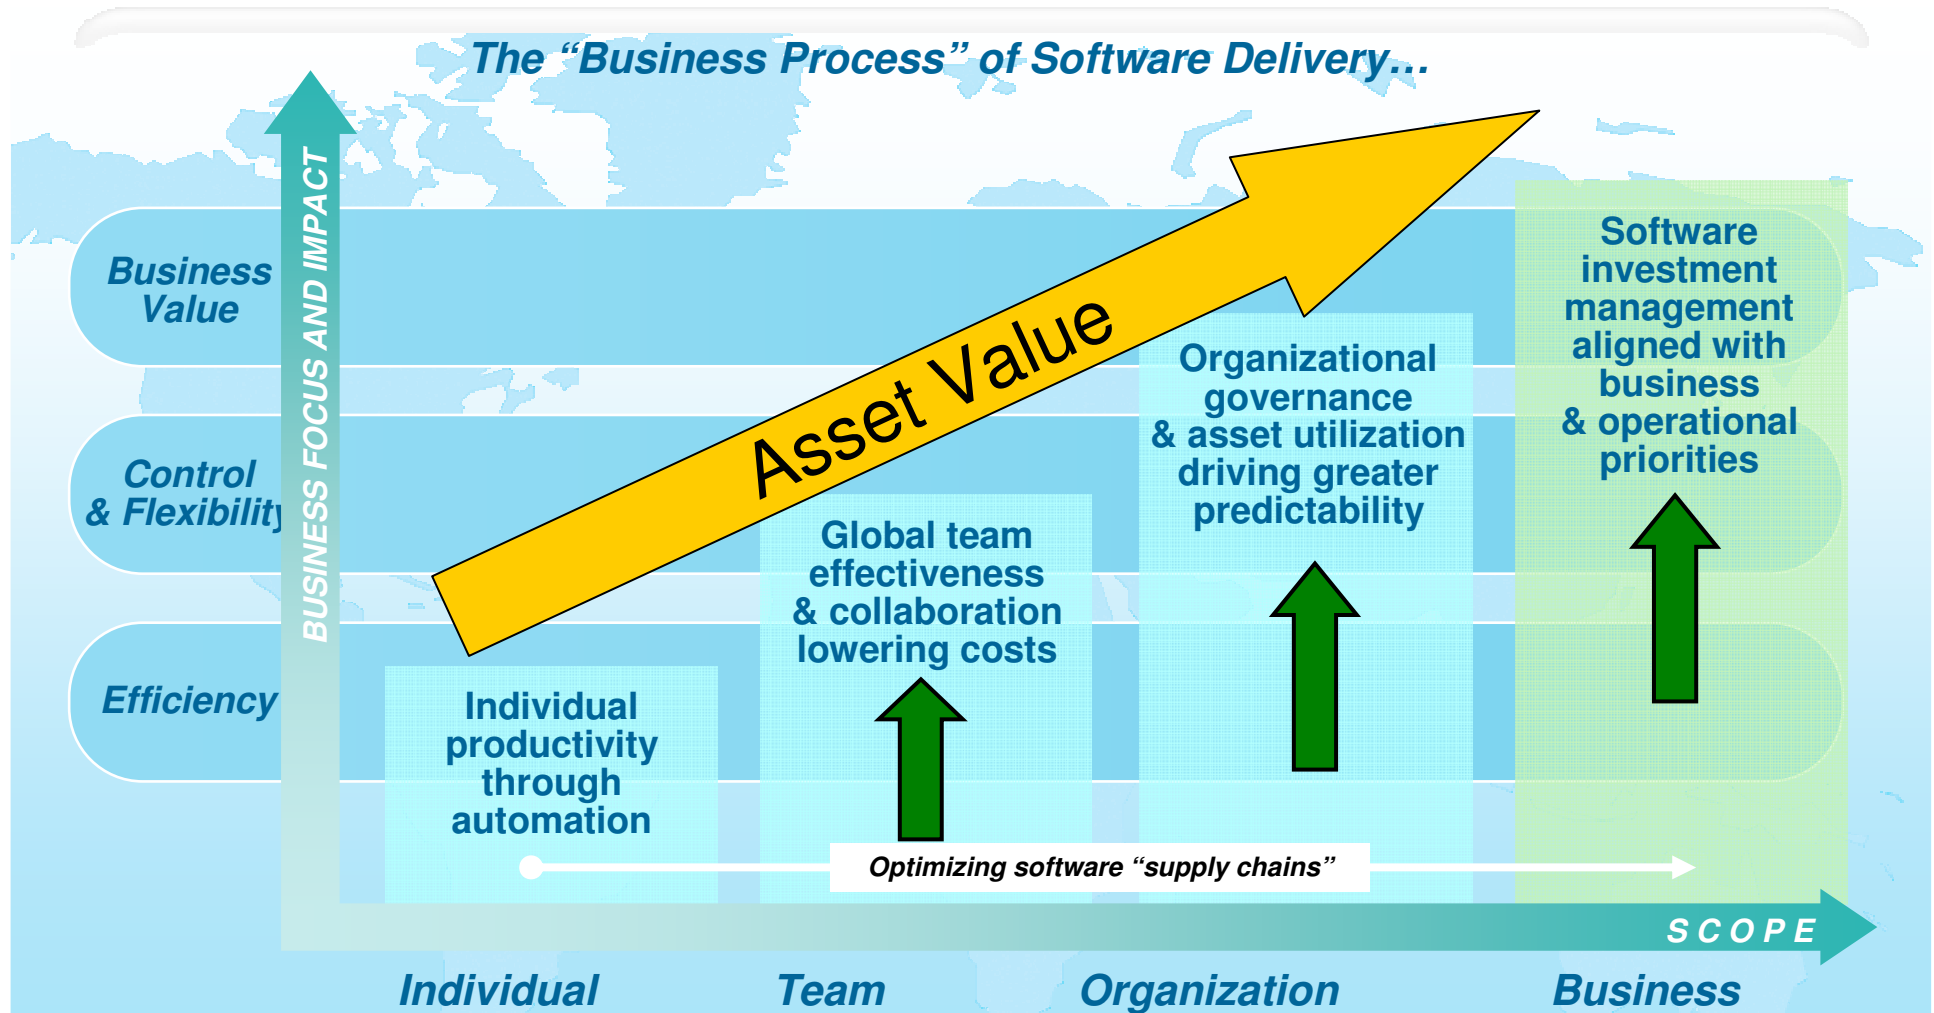 The “Business Process” of Software Delivery…
BUSINESS FOCUS AND IMPACT
Business
Value
Control
& Flexibility
Efficiency
Asset Value
Individual
productivity
through
automation
Global team
effectiveness
& collaboration
lowering costs
Organizational
governance
& asset utilization
driving greater
predictability
Software
investment
management
aligned with
business
& operational
priorities
Optimizing software “supply chains”
SCOPE
Individual
Team
Organization
Business